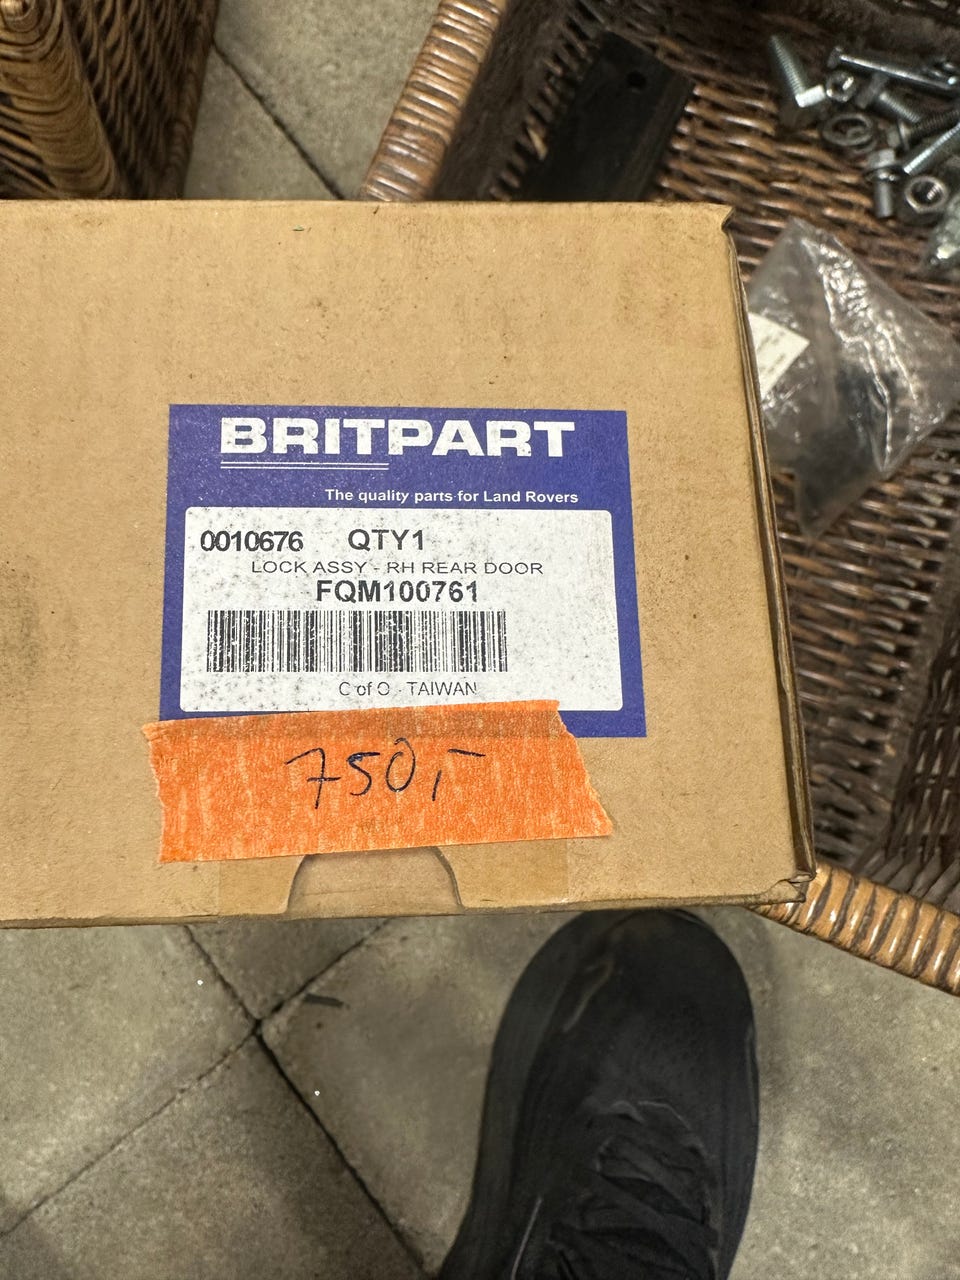 BRITPART
The quality parts for Land Rovers
0010676 QTY1
LOCK ASSY - RH REAR DOOR
FQM100761
C of O - TAIWAN
750,-